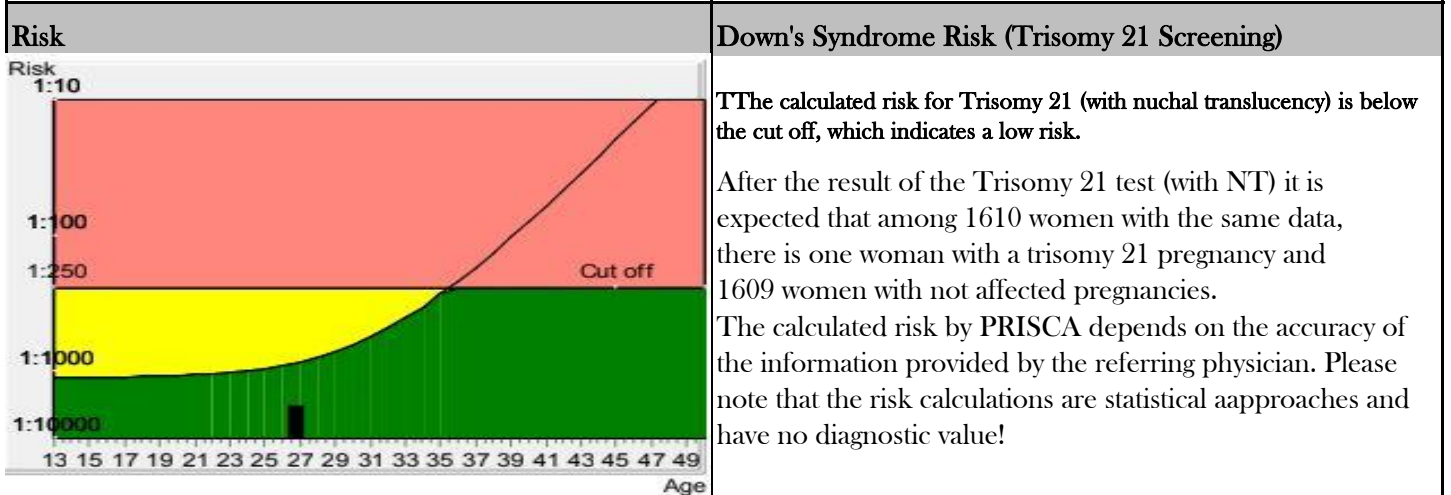 Risk
Down's Syndrome Risk (Trisomy 21 Screening)
Risk
1:10
1:100
1:250
Cut off
1:1000
1:10000
13 15 17 19 21 23 25 27 29 31 33 35 37 39 41 43 45 47 49
Age
TThe calculated risk for Trisomy 21 (with nuchal translucency) is below
the cut off, which indicates a low risk.
After the result of the Trisomy 21 test (with NT) it is
expected that among 1610 women with the same data,
there is one woman with a trisomy 21 pregnancy and
1609 women with not affected pregnancies.
The calculated risk by PRISCA depends on the accuracy of
the information provided by the referring physician. Please
note that the risk calculations are statistical aapproaches and
have no diagnostic value!